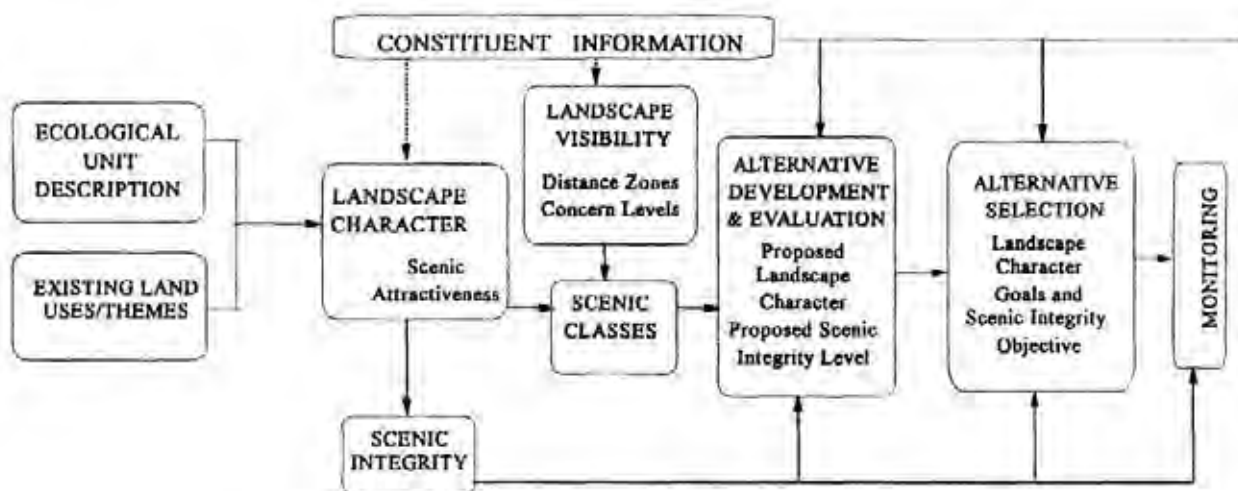 CONSTITUENT INFORMATION
ECOLOGICAL
UNIT
DESCRIPTION
EXISTING LAND
USES/THEMES
LANDSCAPE
CHARACTER
Scenic
Attractiveness
LANDSCAPE
VISIBILITY
Distance Zones
Concern Levels
SCENIC
CLASSES
SCENIC
INTEGRITY
ALTERNATIVE
DEVELOPMENT
& EVALUATION
Proposed
Landscape
Character
Proposed Scenic
Integrity Level
ALTERNATIVE
SELECTION
Landscape
Character
Goals and
Scenic Integrity
Objective
MONITORING